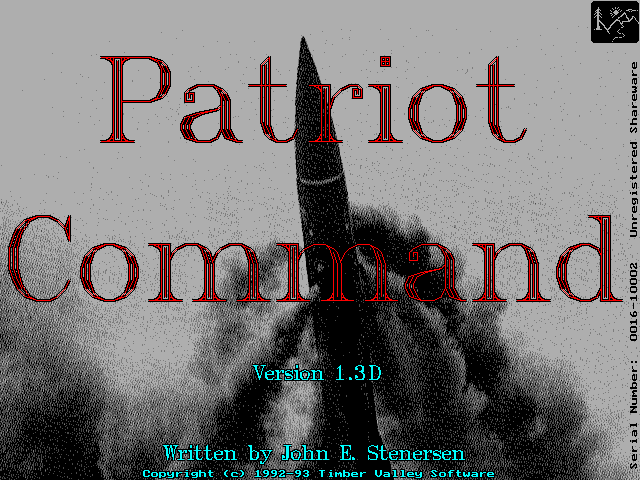 Patriot
Command
Version 1.3D
Written by John E. Stenersen
Copyright (c) 1992-93 Timber Valley Software
Serial Number: 0016-10002 Unregistered Shareware